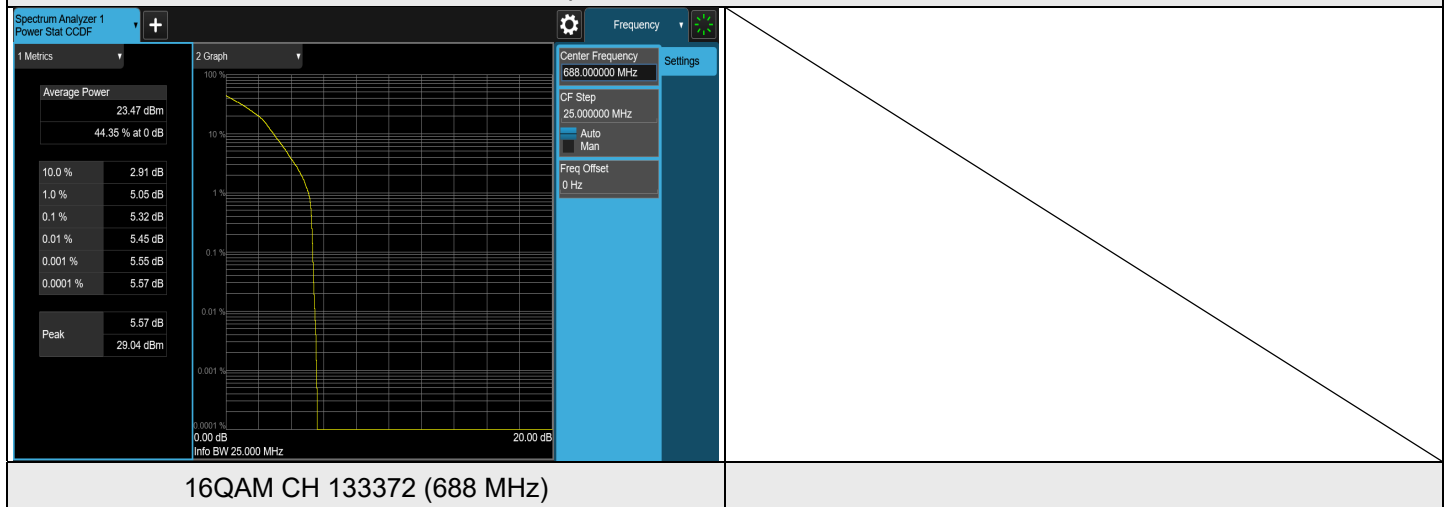 Spectrum Analyzer 1
Power Stat CCDF
+
Frequency
1 Metrics
2 Graph
Average Power
23.47 dBm
44.35 % at 0 dB
10.0 % 2.91 dB
1.0 % 5.05 dB
0.1 % 5.32 dB
0.01 % 5.45 dB
0.001 % 5.55 dB
0.0001 % 5.57 dB
Peak
5.57 dB
29.04 dBm
100 %
10 %
1 %
0.1 %
0.01 %
0.001 %
0.0001 %
0.00 dB 20.00 dB
Info BW 25.000 MHz
Center Frequency
688.000000 MHz
Settings
CF Step
25.000000 MHz
Auto
Man
Freq Offset
0 Hz
16QAM CH 133372 (688 MHz)